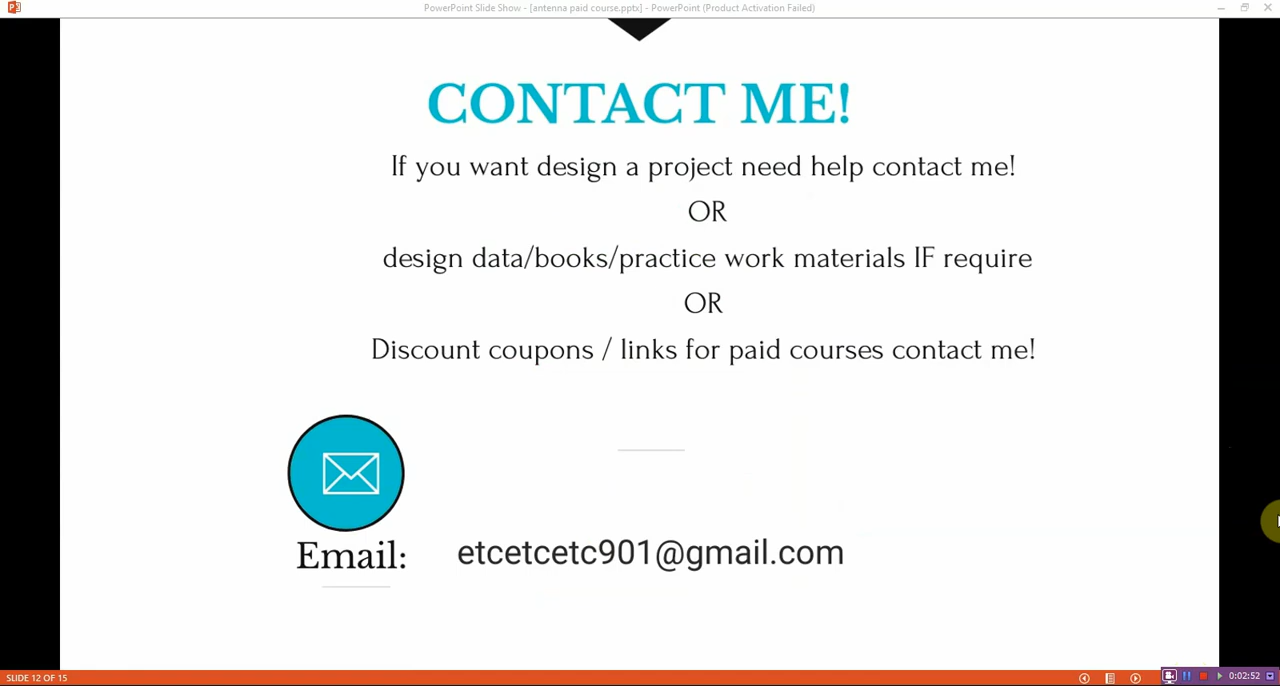 PowerPoint Slide Show - [antenna paid course.pptx] - PowerPoint (Product Activation Failed)
CONTACT ME!
If you want design a project need help contact me!
OR
design data/books/practice work materials IF require
OR
Discount coupons / links for paid courses contact me!
Email: etcetcetc901@gmail.com
SLIDE 12 OF 15
0:02:52